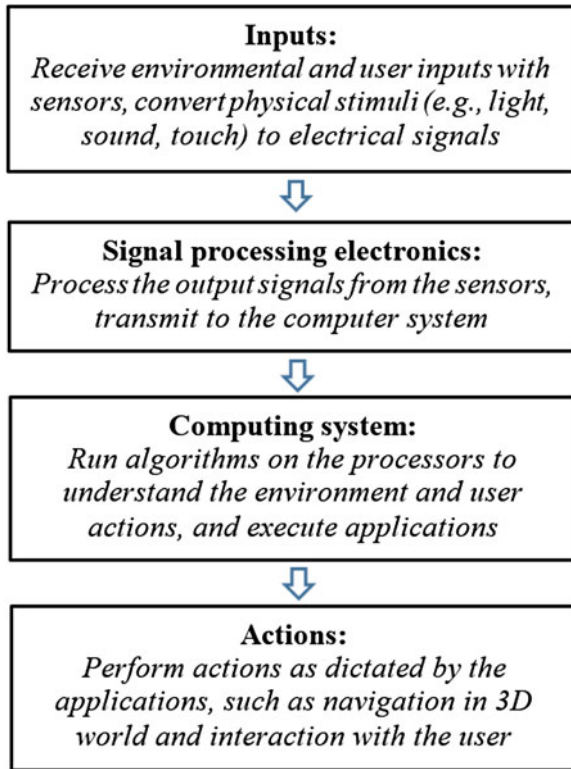 Inputs:
Receive environmental and user inputs with
sensors, convert physical stimuli (e.g., light,
sound, touch) to electrical signals
Signal processing electronics:
Process the output signals from the sensors,
transmit to the computer system
Computing system:
Run algorithms on the processors to
understand the environment and user
actions, and execute applications
Actions:
Perform actions as dictated by the
applications, such as navigation in 3D
world and interaction with the user